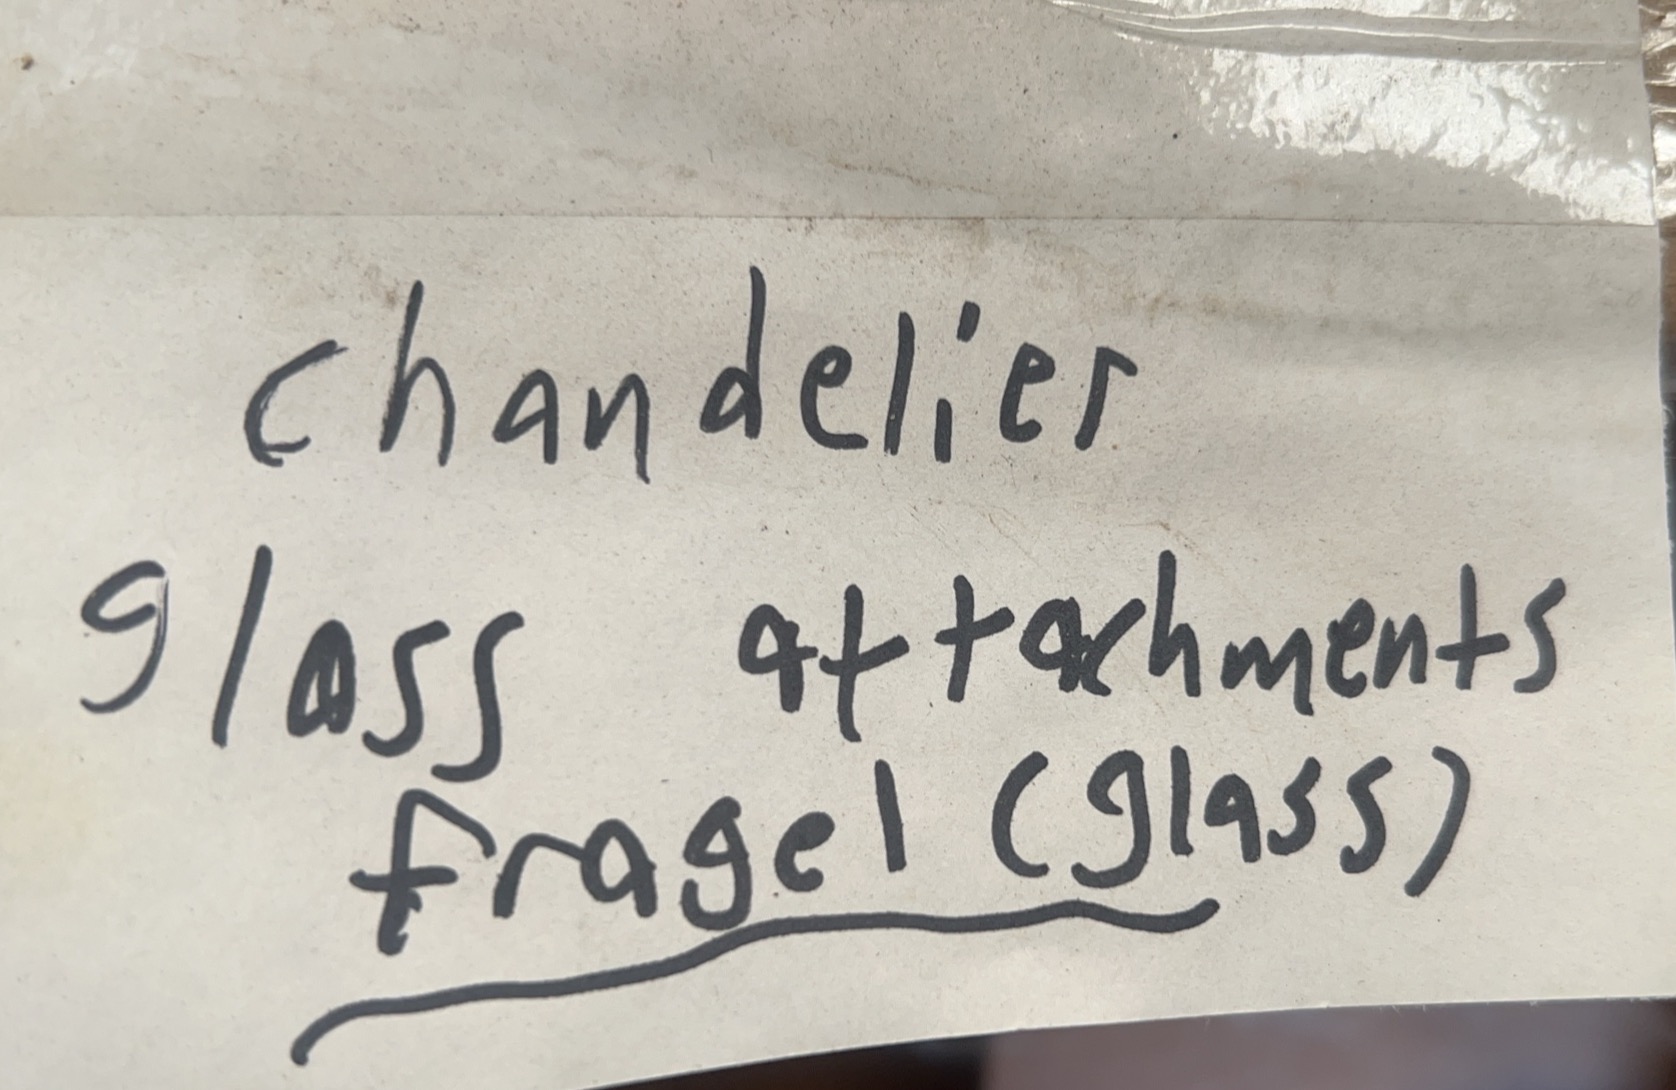 chandelier
glass attachments
fragel (glass)